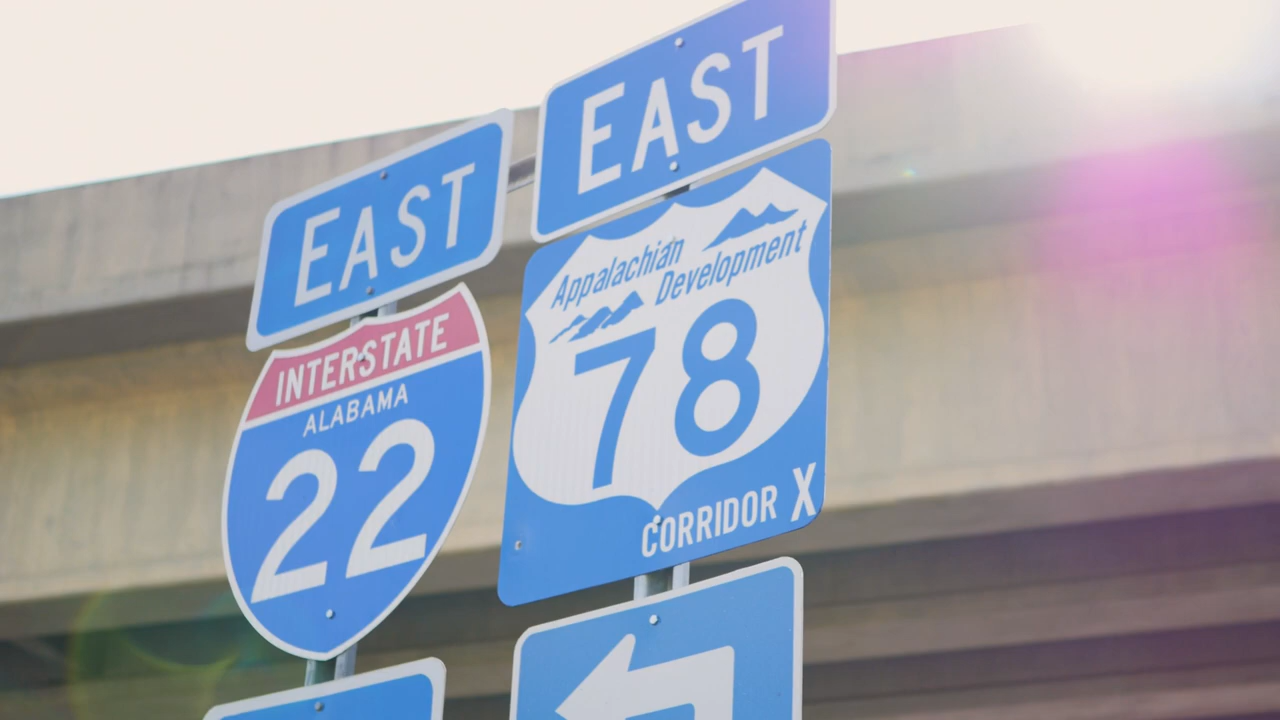 EAST
INTERSTATE
ALABAMA
22
EAST
Appalachian
Development
78
CORRIDOR X